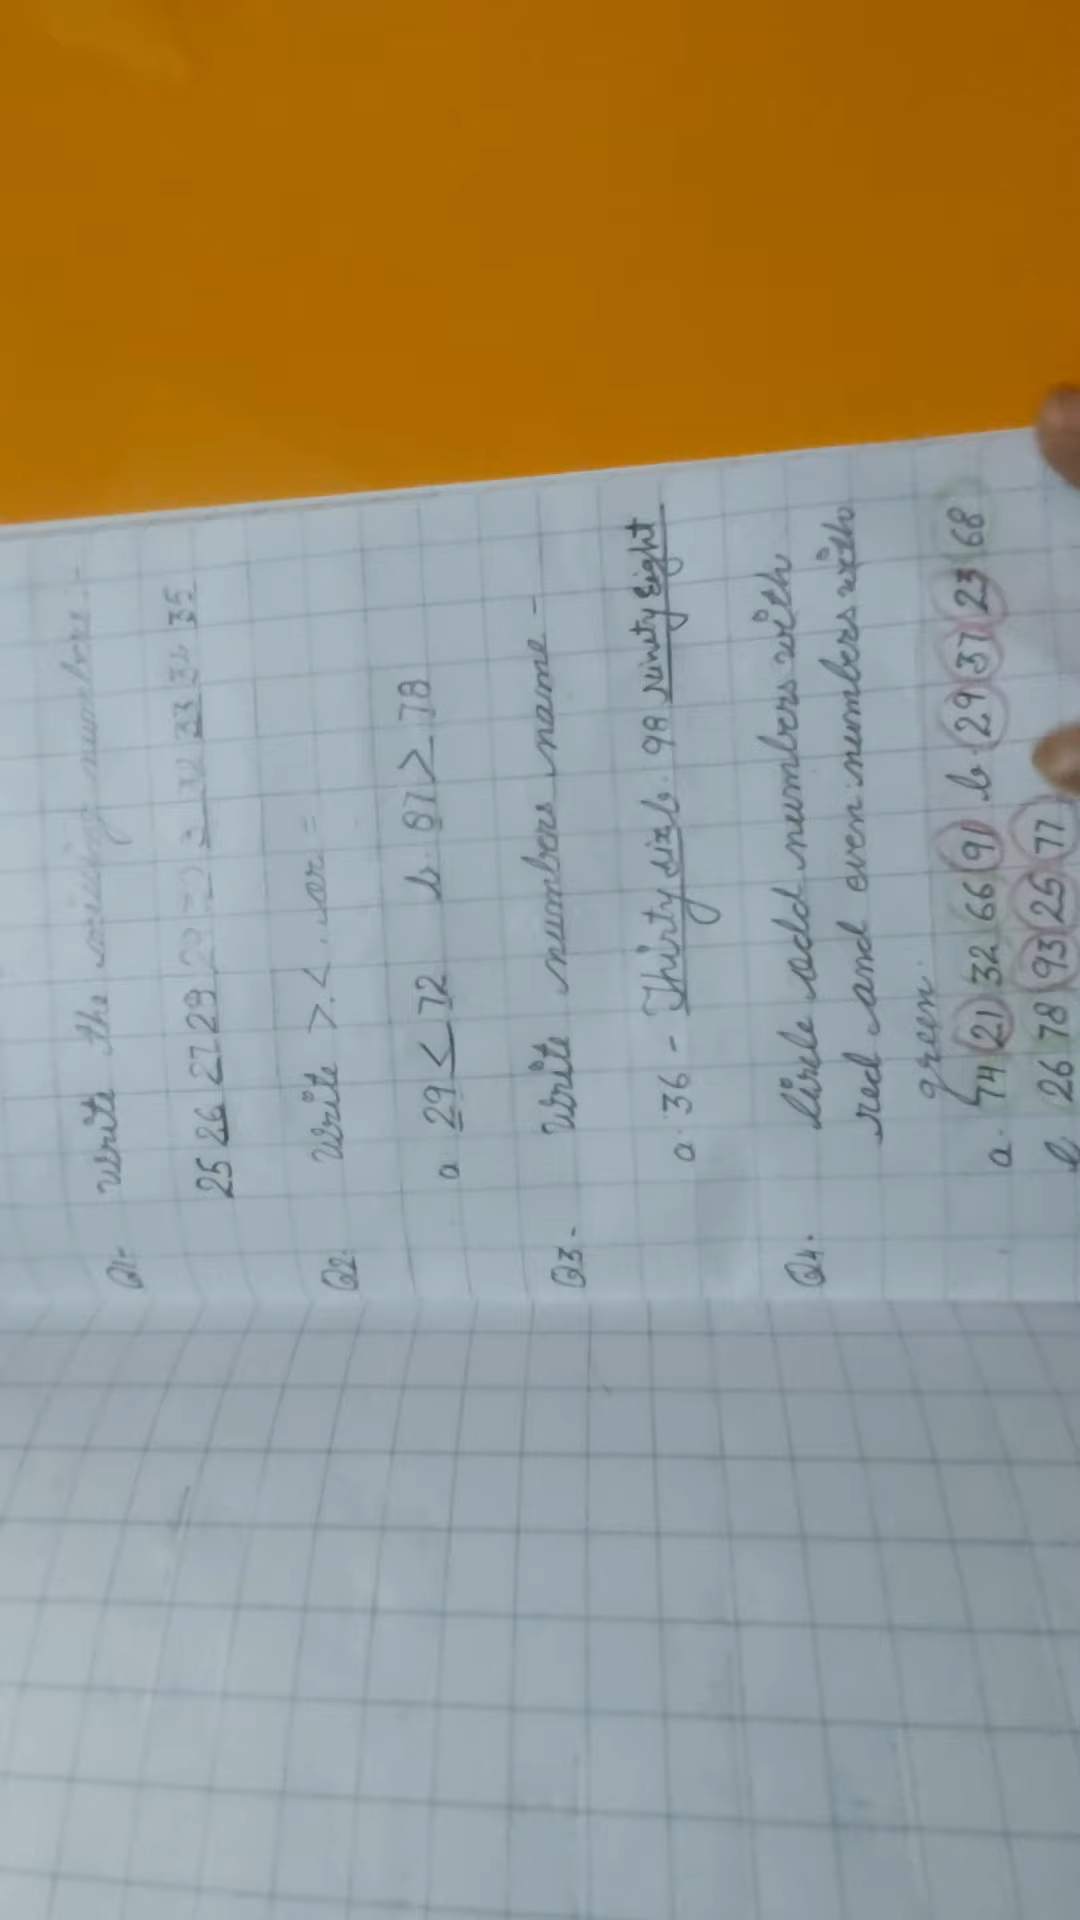 Q1- Write the missing numbers:-
25 26 27 29 33 34 35
Q2. Write >.<. or =
a 29 < 72 b. 87 > 78
Q3- Write numbers name -
a. 36 - Thirty six b. 98 Ninety Eight
Q4. Circle odd numbers with
red and even numbers with
green.
a. 74 21 32 66 91 b. 29 37 23 68
26 78 93 25 77